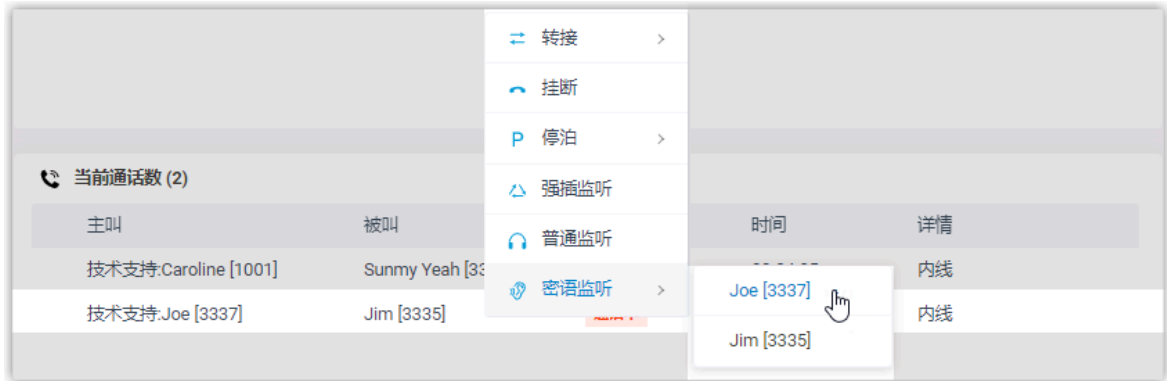 转接
挂断
停泊
强插监听
普通监听
密语监听
Joe [3337]
Jim [3335]
当前通话数 (2)
主叫 被叫 时间 详情
技术支持:Caroline [1001] Sunmy Yeah [33 内线
技术支持:Joe [3337] Jim [3335] 内线